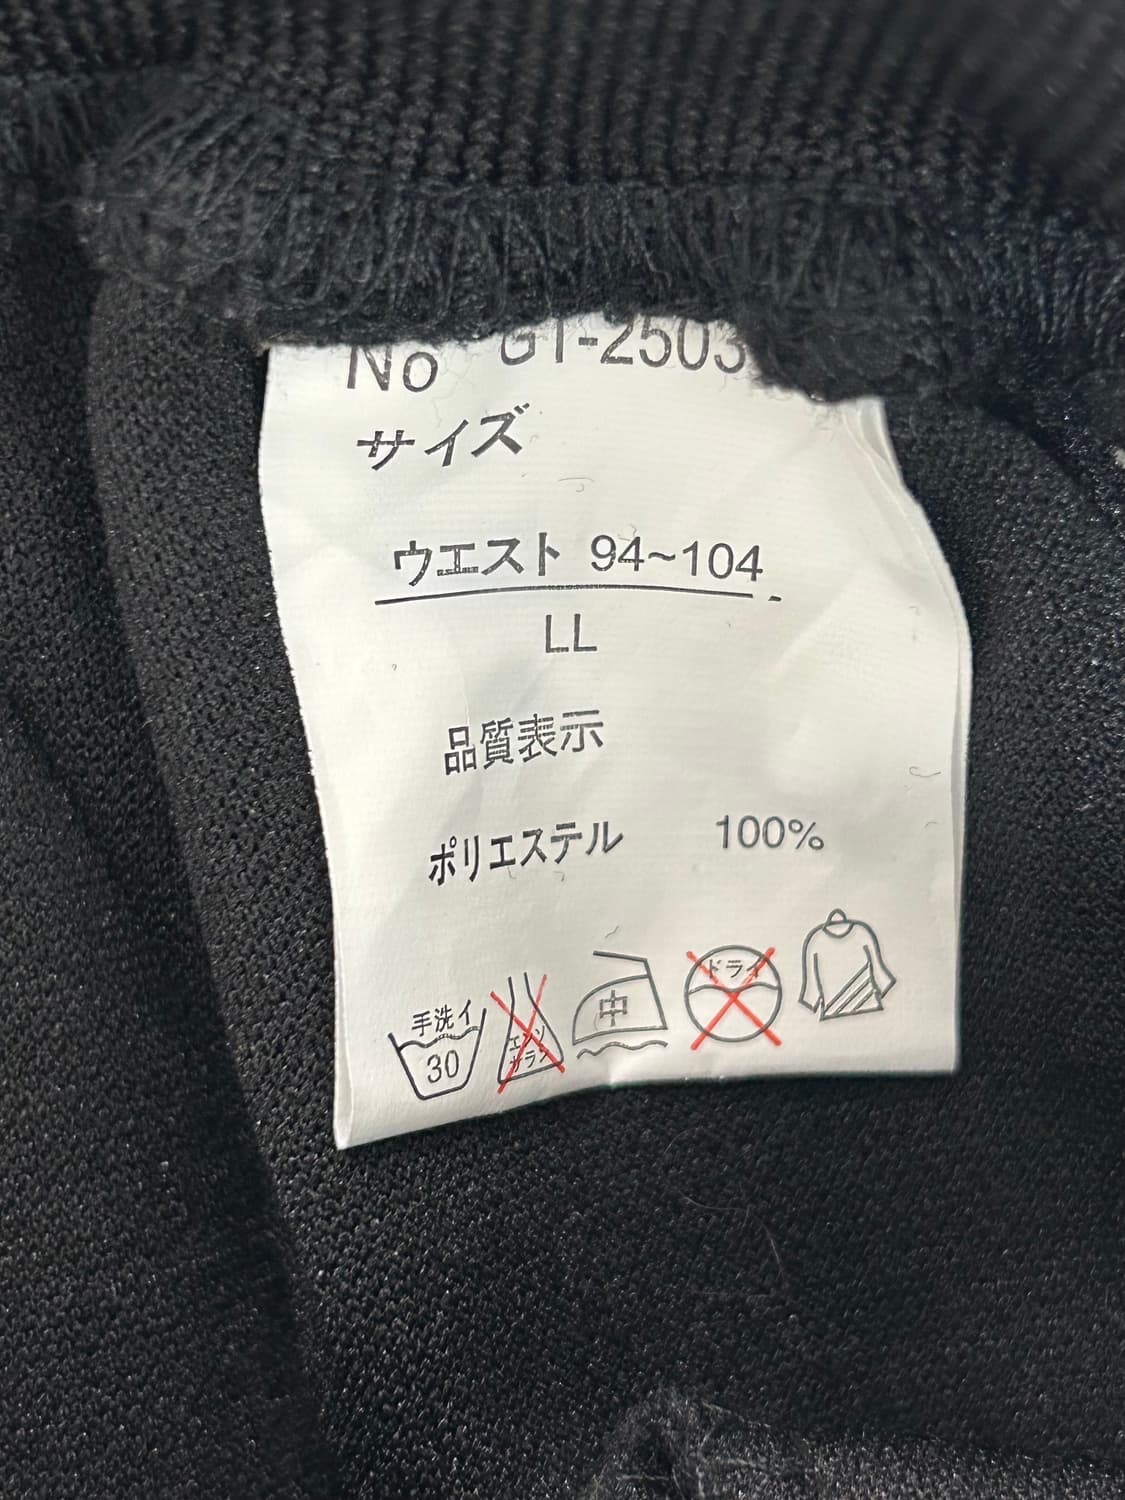 No GT-2503
サイズ
ウエスト 94~104
LL
品質表示
ポリエステル 100%
手洗イ
30
エンソ
サラシ
中
ドライ